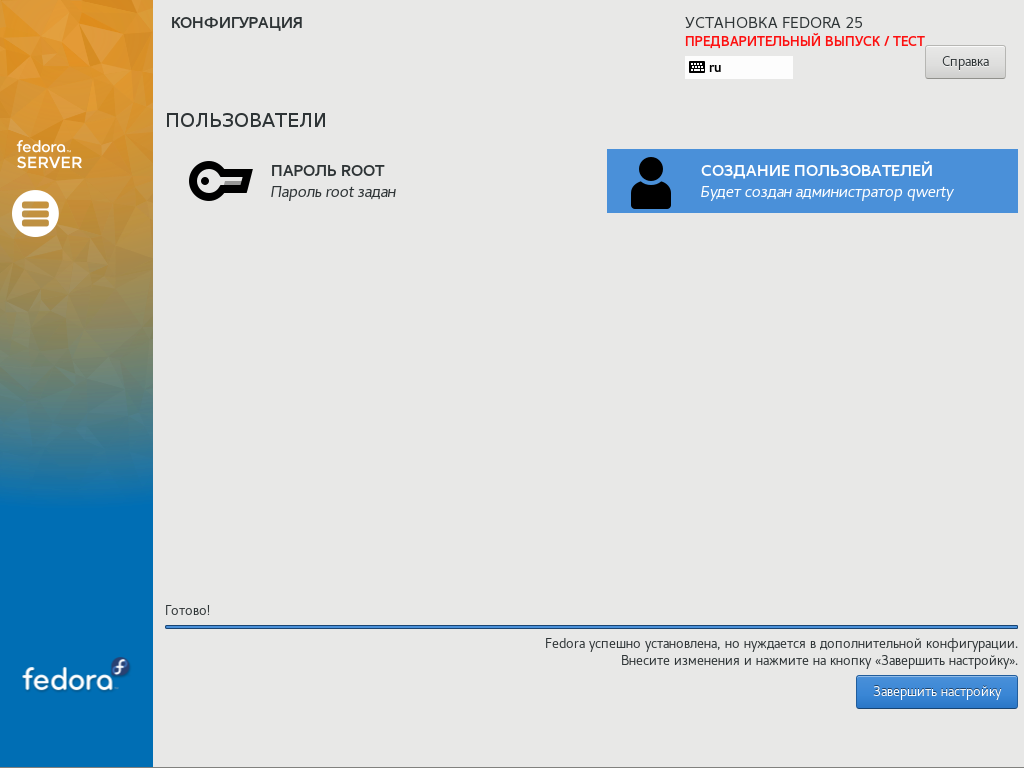 КОНФИГУРАЦИЯ
УСТАНОВКА FEDORA 25
ПРЕДВАРИТЕЛЬНЫЙ ВЫПУСК / ТЕСТ
ru
Справка
fedora
SERVER
ПОЛЬЗОВАТЕЛИ
ПАРОЛЬ ROOT
Пароль root задан
СОЗДАНИЕ ПОЛЬЗОВАТЕЛЕЙ
Будет создан администратор qwerty
Готово!
Fedora успешно установлена, но нуждается в дополнительной конфигурации.
Внесите изменения и нажмите на кнопку «Завершить настройку».
fedora
Завершить настройку